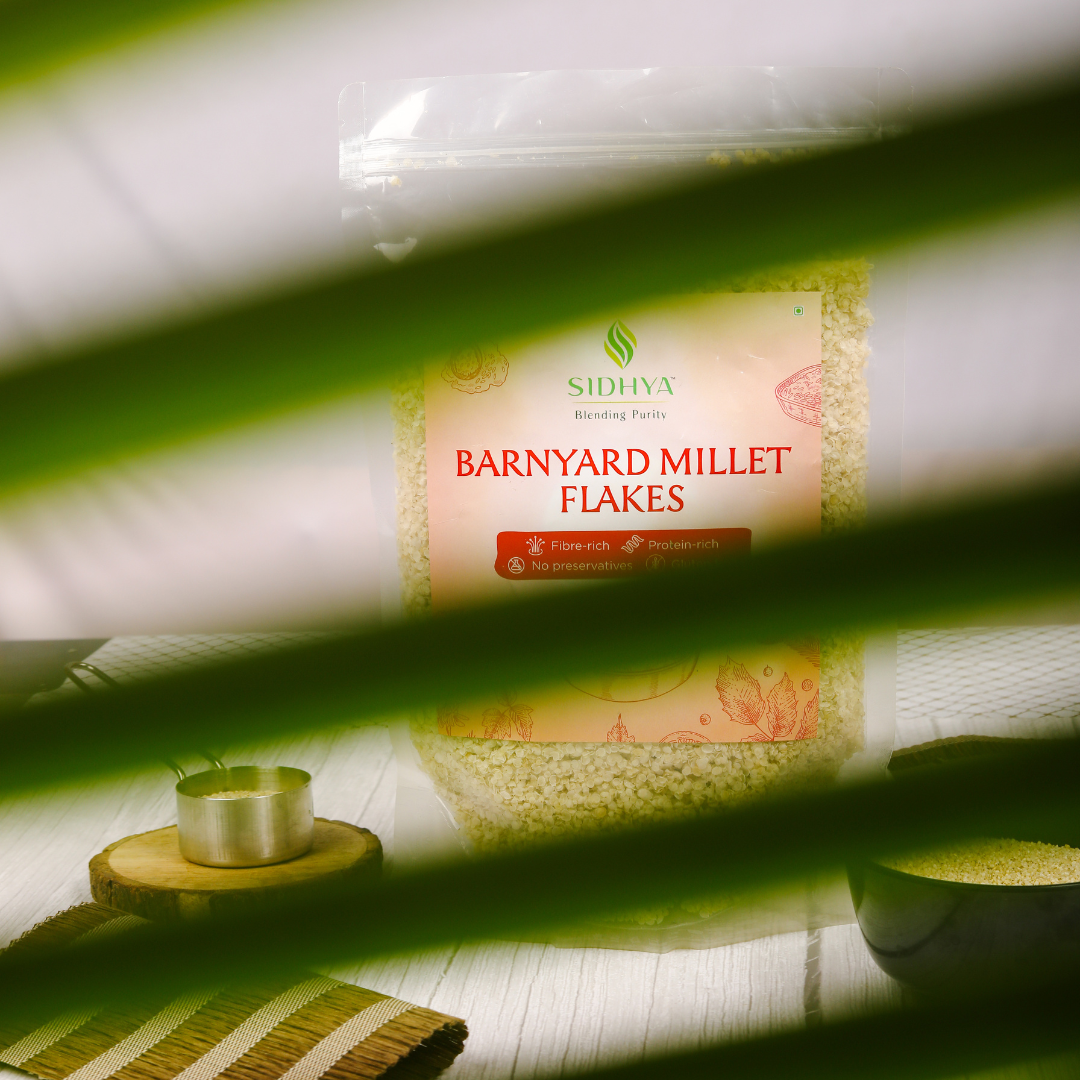 SIDHYA™
Blending Purity
BARNYARD MILLET
FLAKES
Fibre-rich Protein-rich
No preservatives